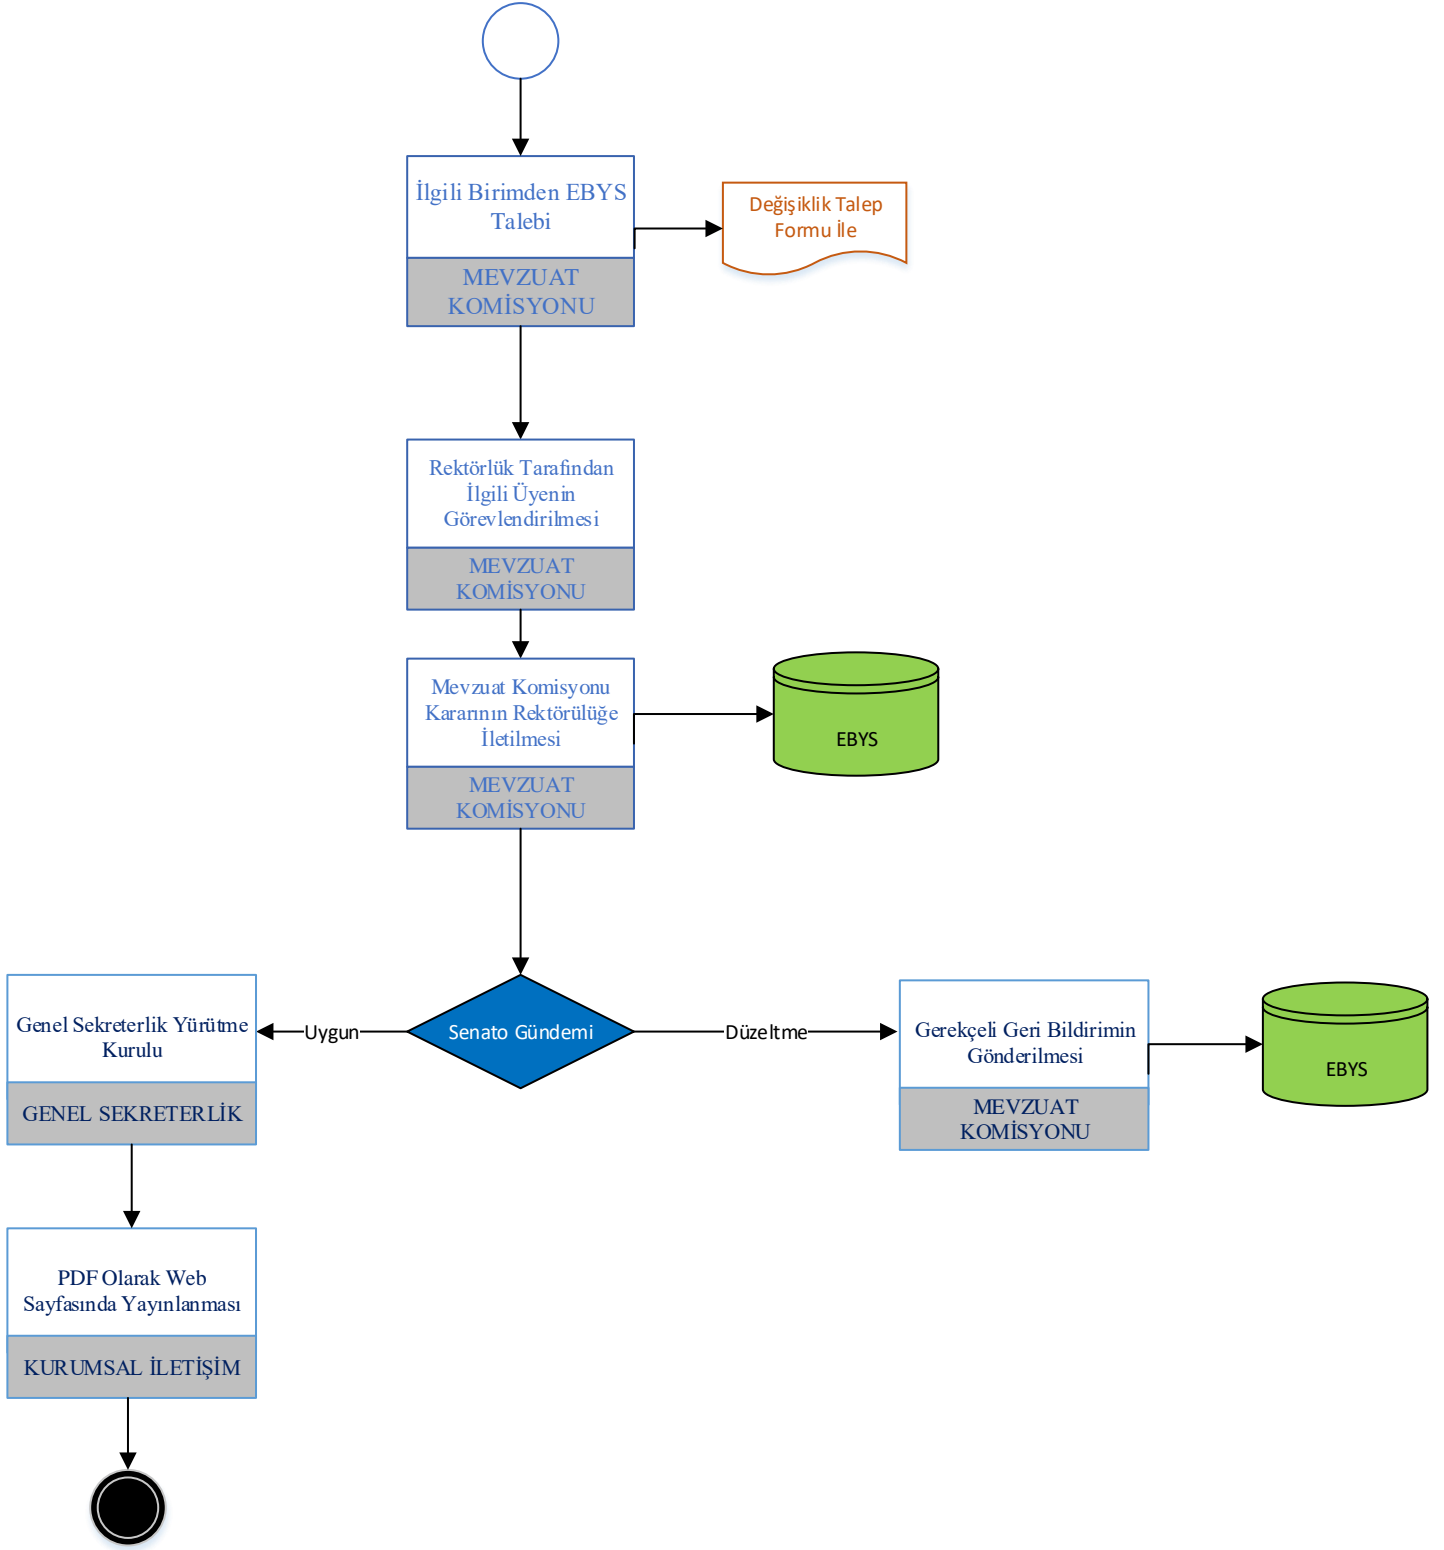 İlgili Birimden EBYS
Talebi
MEVZUAT
KOMİSYONU
Değişiklik Talep
Formu İle
Rektörlük Tarafından
İlgili Üyenin
Görevlendirilmesi
MEVZUAT
KOMİSYONU
Mevzuat Komisyonu
Kararının Rektörülüğe
İletilmesi
MEVZUAT
KOMİSYONU
EBYS
Genel Sekreterlik Yürütme
Kurulu
GENEL SEKRETERLİK
Uygun
Senato Gündemi
Düzeltme
Gerekçeli Geri Bildirimin
Gönderilmesi
MEVZUAT
KOMİSYONU
EBYS
PDF Olarak Web
Sayfasında Yayınlanması
KURUMSAL İLETİŞİM